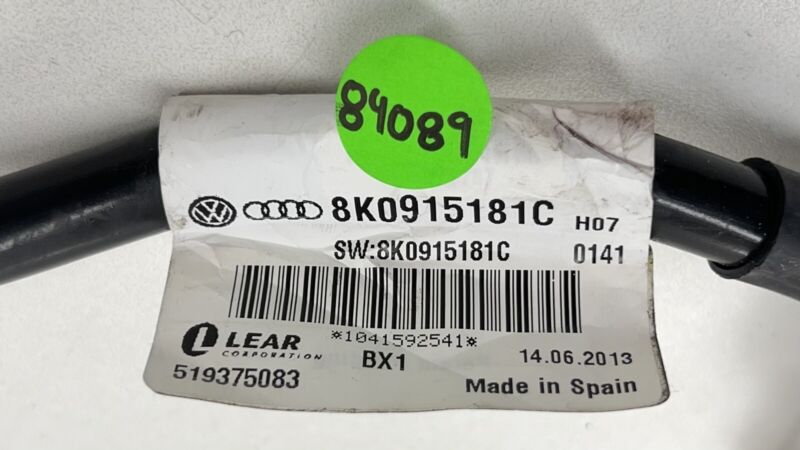 84089
8K0915181C H07
SW:8K0915181C 0141
*1041592541*
LEAR
CORPORATION
BX1 14.06.2013
519375083 Made in Spain